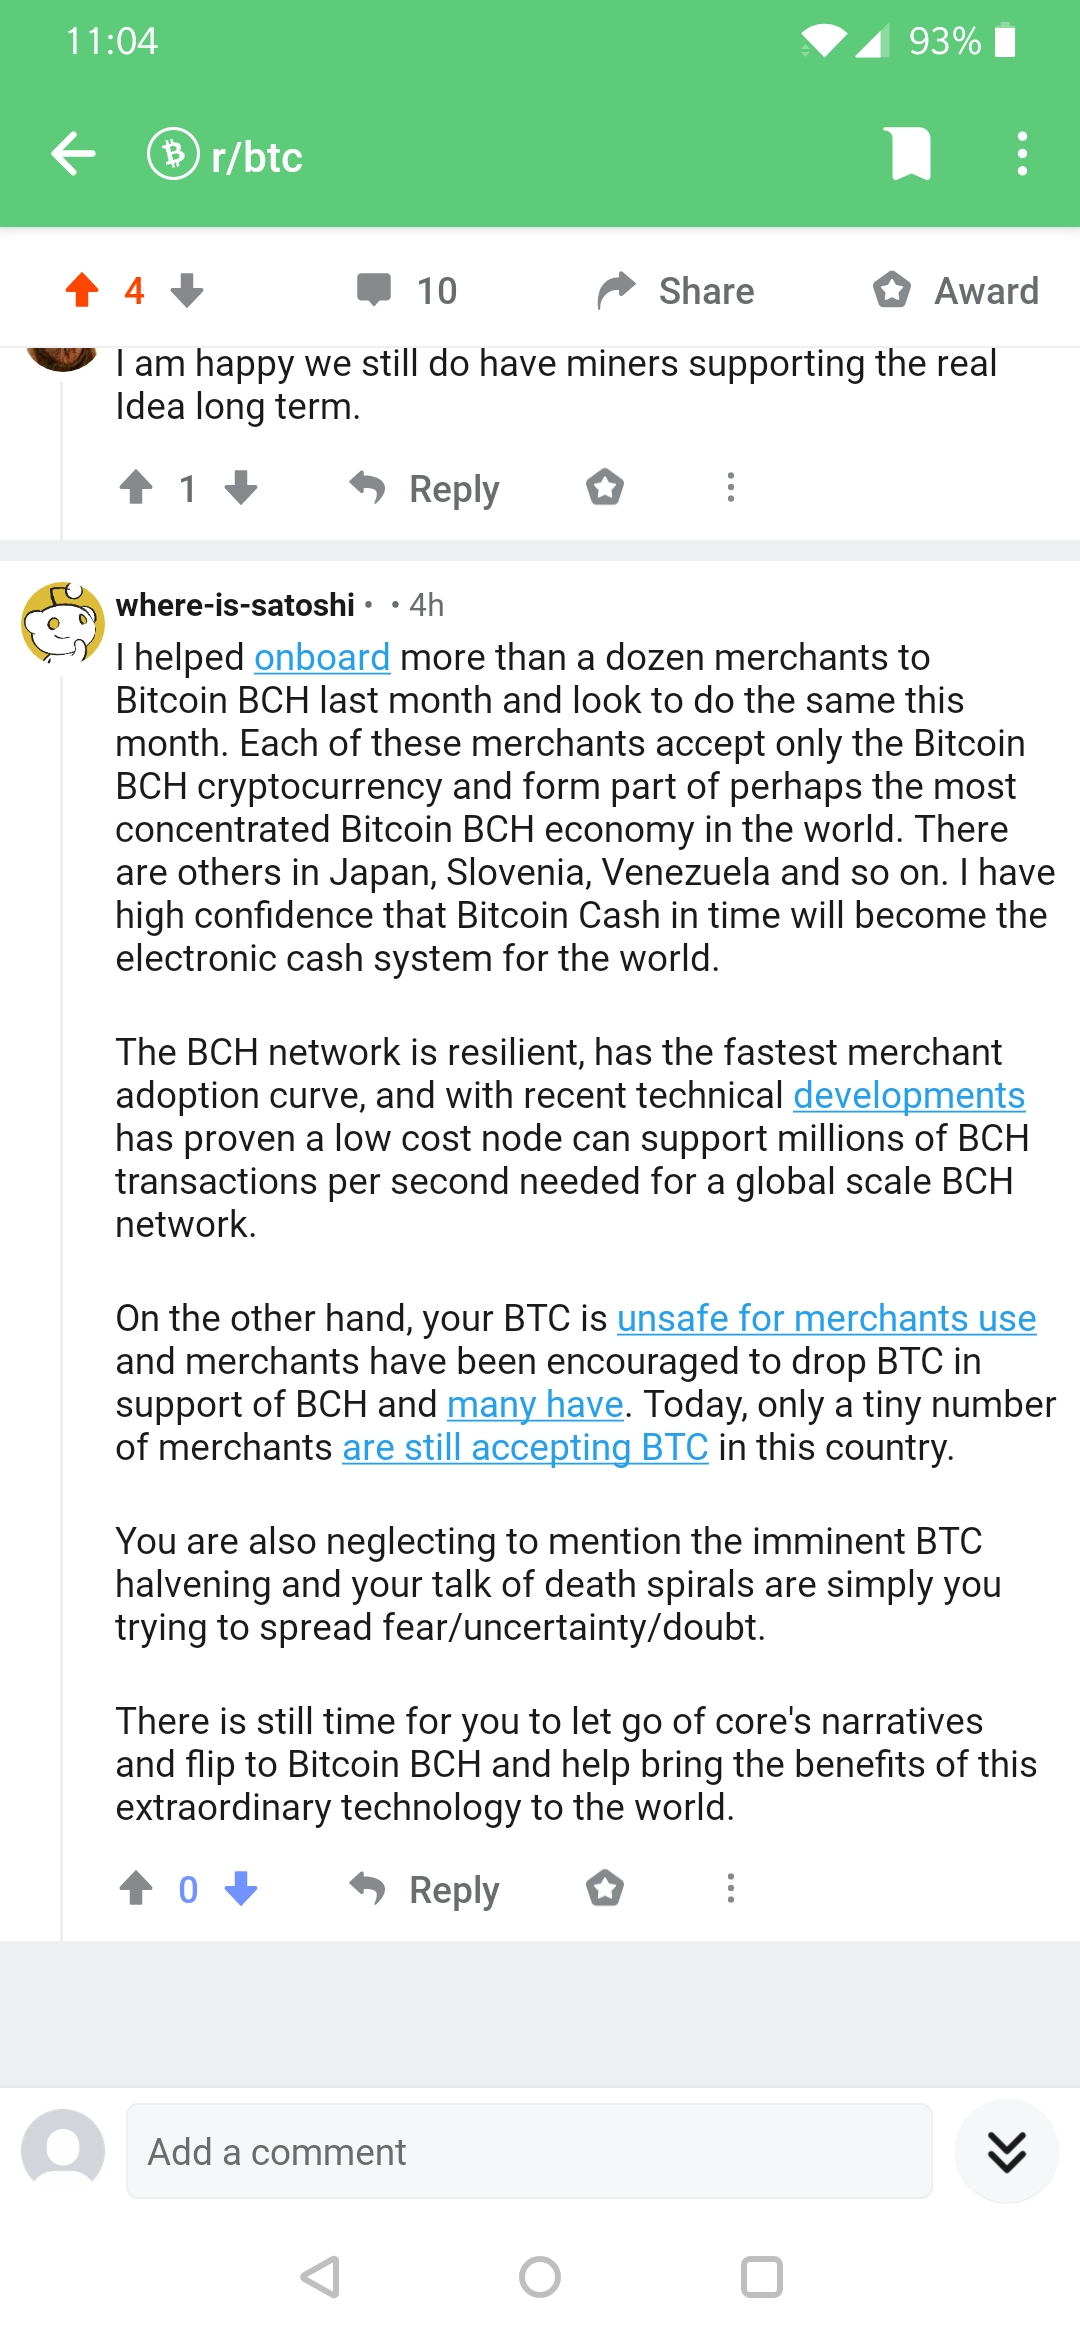 11:04
93%
r/btc
4
10
Share
Award
I am happy we still do have miners supporting the real
Idea long term.
1
Reply
where-is-satoshi • • 4h
I helped onboard more than a dozen merchants to
Bitcoin BCH last month and look to do the same this
month. Each of these merchants accept only the Bitcoin
BCH cryptocurrency and form part of perhaps the most
concentrated Bitcoin BCH economy in the world. There
are others in Japan, Slovenia, Venezuela and so on. I have
high confidence that Bitcoin Cash in time will become the
electronic cash system for the world.
The BCH network is resilient, has the fastest merchant
adoption curve, and with recent technical developments
has proven a low cost node can support millions of BCH
transactions per second needed for a global scale BCH
network.
On the other hand, your BTC is unsafe for merchants use
and merchants have been encouraged to drop BTC in
support of BCH and many have. Today, only a tiny number
of merchants are still accepting BTC in this country.
You are also neglecting to mention the imminent BTC
halvening and your talk of death spirals are simply you
trying to spread fear/uncertainty/doubt.
There is still time for you to let go of core's narratives
and flip to Bitcoin BCH and help bring the benefits of this
extraordinary technology to the world.
0
Reply
Add a comment